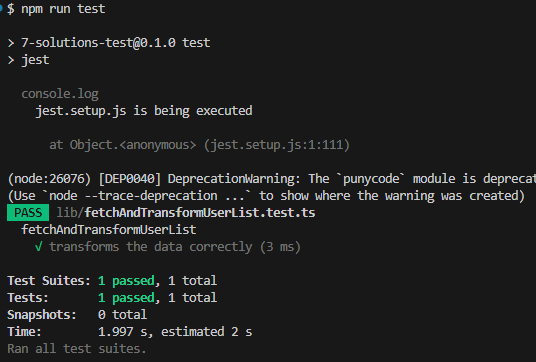 $ npm run test
> 7-solutions-test@0.1.0 test
> jest
console.log
jest.setup.js is being executed
at Object.<anonymous> (jest.setup.js:1:111)
(node:26076) [DEP0040] DeprecationWarning: The `punycode` module is deprecat
(Use `node --trace-deprecation ...` to show where the warning was created)
PASS lib/fetchAndTransformUserList.test.ts
fetchAndTransformUserList
√ transforms the data correctly (3 ms)
Test Suites: 1 passed, 1 total
Tests: 1 passed, 1 total
Snapshots: 0 total
Time: 1.997 s, estimated 2 s
Ran all test suites.